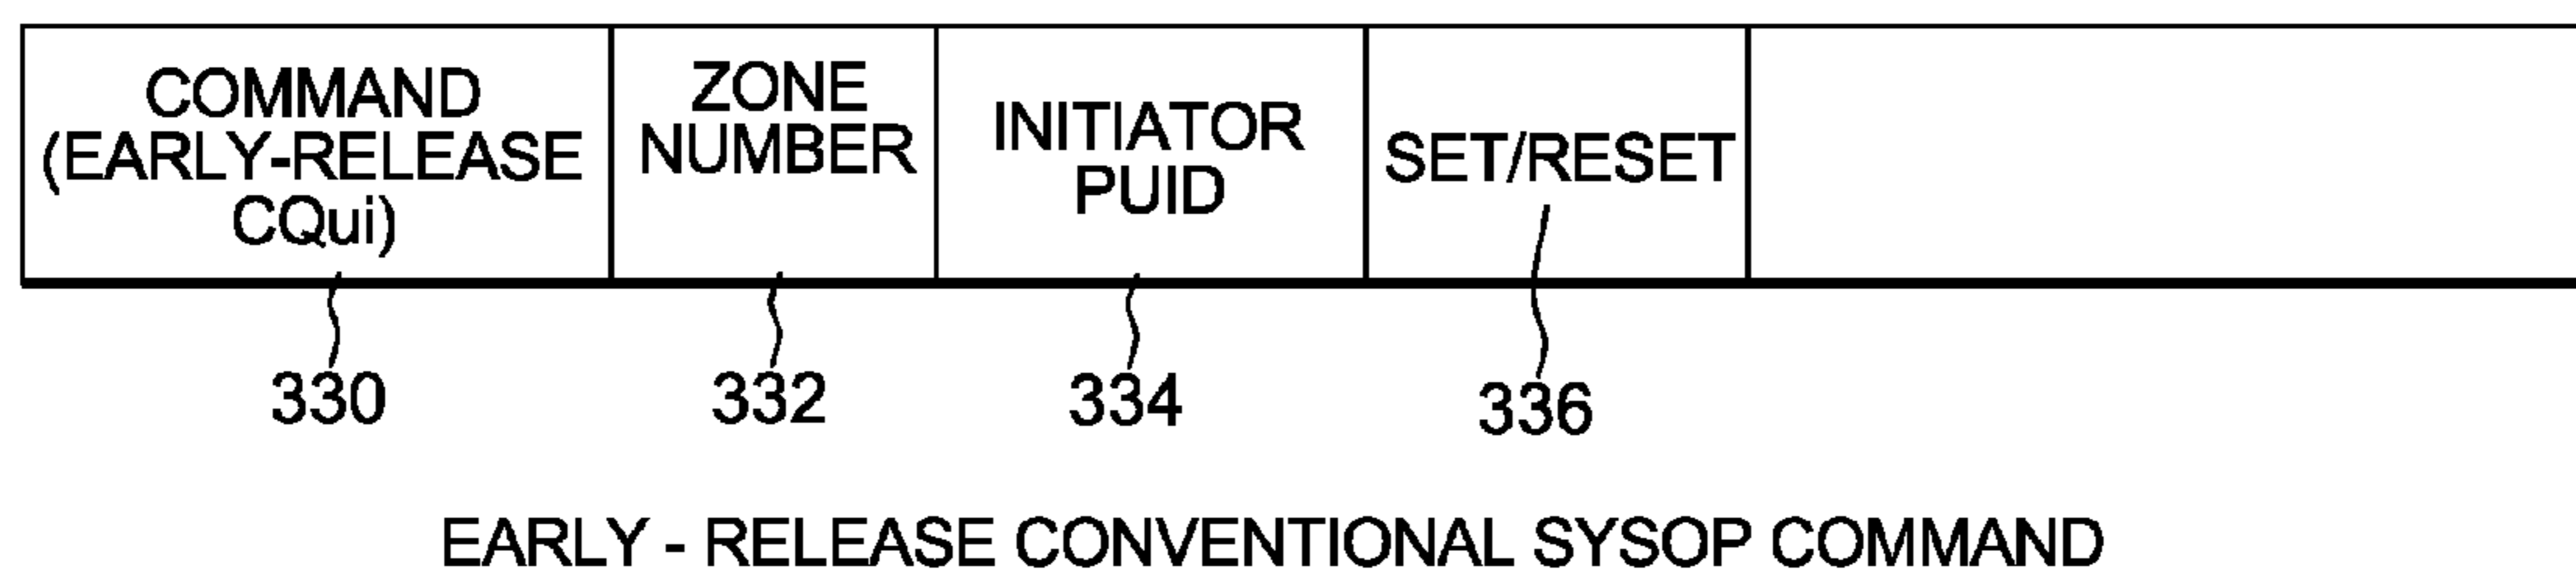 COMMAND
(EARLY-RELEASE
CQui)
ZONE
NUMBER
INITIATOR
PUID
SET/RESET
330
332
334
336
EARLY - RELEASE CONVENTIONAL SYSOP COMMAND